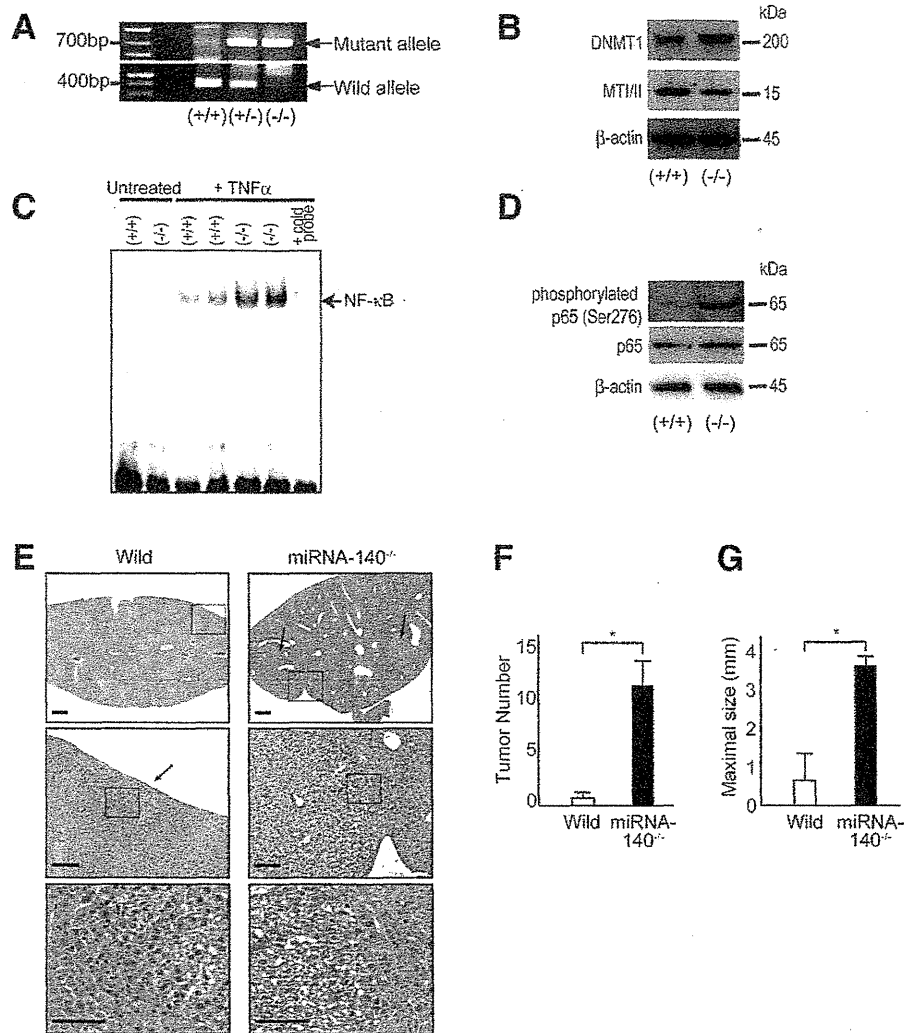 A
700bp
Mutant allele
400bp
Wild allele
(+/+) (+/-) (-/-)
B
kDa
DNMT1
200
MTI/II
15
β-actin
45
(+/+) (-/-)
C
Untreated + TNFα
(+/+) (-/-) (+/+) (+/+) (-/-) (-/-) + cold probe
NF-κB
D
kDa
phosphorylated
p65 (Ser276)
65
p65
65
β-actin
45
(+/+) (-/-)
E
Wild miRNA-140-/-
F
*
Tumor Number
15
10
5
0
Wild miRNA-
140-/-
G
*
Maximal size (mm)
4
3
2
1
0
Wild miRNA-
140-/-